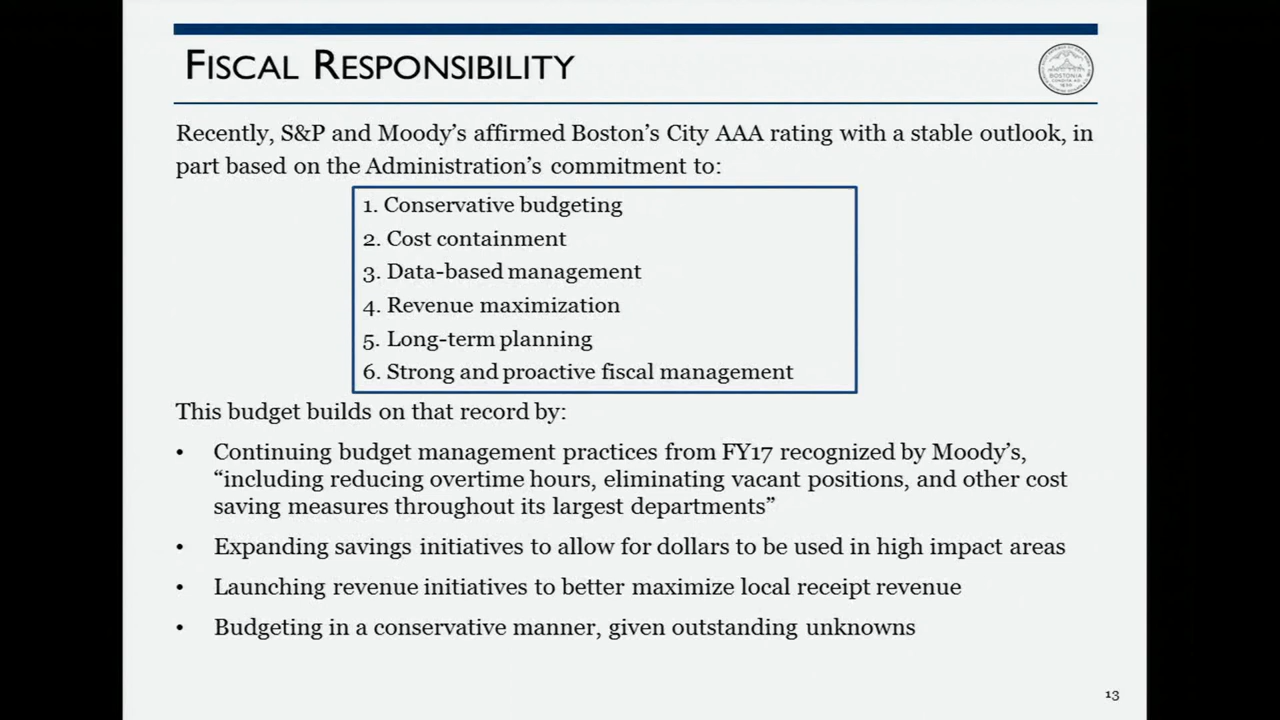 FISCAL RESPONSIBILITY
BOSTONIA
Recently, S&P and Moody's affirmed Boston's City AAA rating with a stable outlook, in
part based on the Administration's commitment to:
1. Conservative budgeting
2. Cost containment
3. Data-based management
4. Revenue maximization
5. Long-term planning
6. Strong and proactive fiscal management
This budget builds on that record by:
• Continuing budget management practices from FY17 recognized by Moody's,
“including reducing overtime hours, eliminating vacant positions, and other cost
saving measures throughout its largest departments”
• Expanding savings initiatives to allow for dollars to be used in high impact areas
• Launching revenue initiatives to better maximize local receipt revenue
• Budgeting in a conservative manner, given outstanding unknowns
13